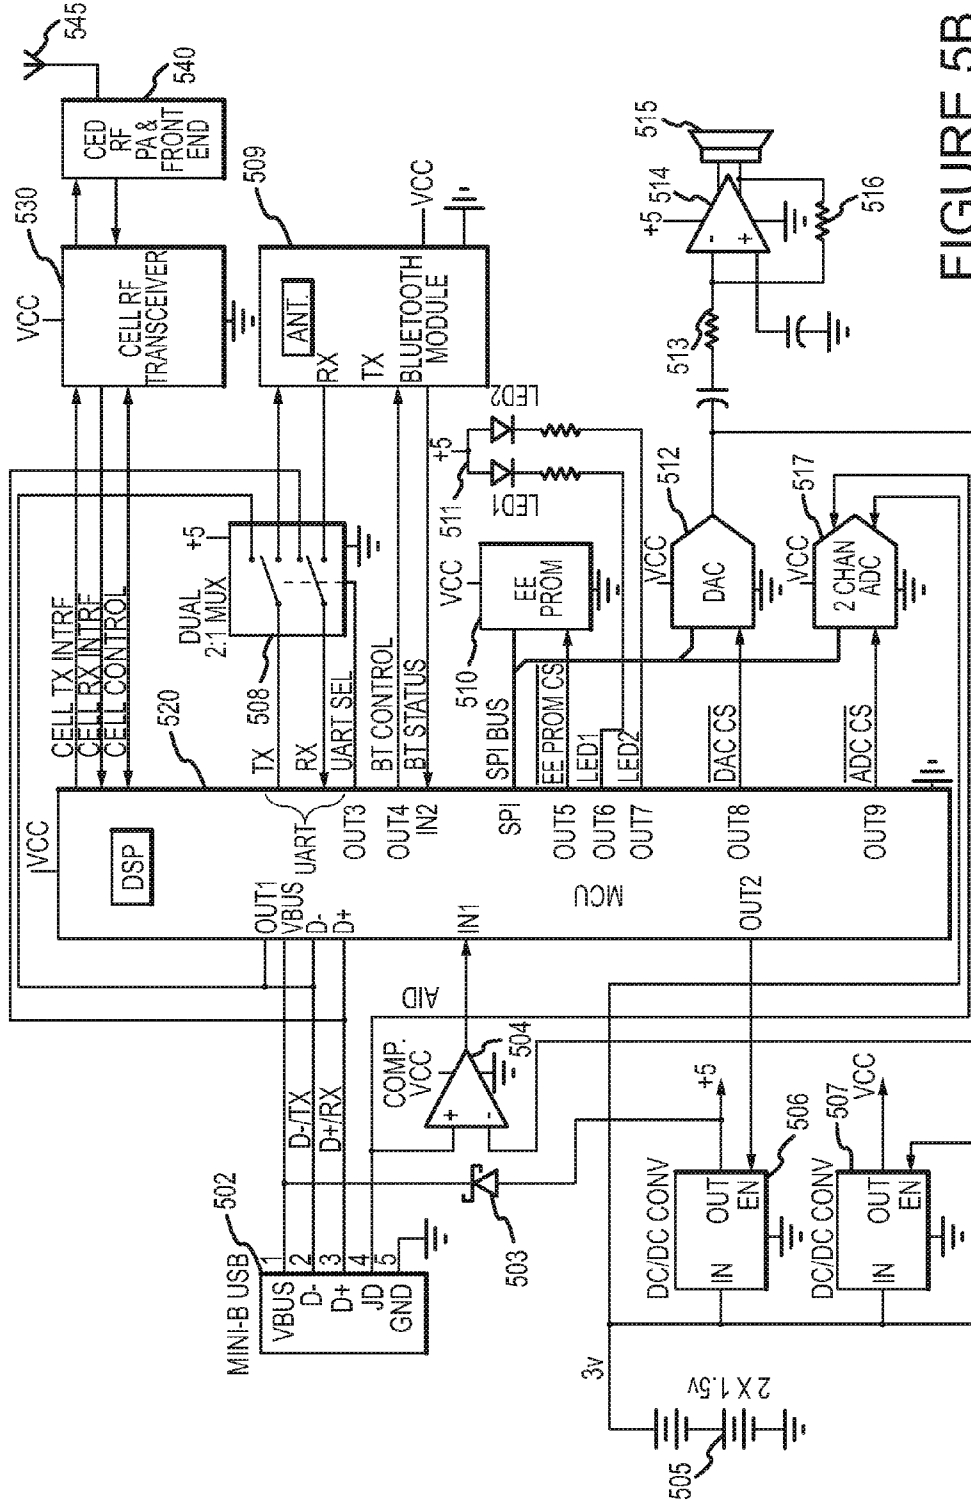 545
540
CED
RF
PA &
FRONT
END
530
VCC
CELL RF
TRANSCEIVER
509
ANT.
RX
TX
BLUETOOTH
MODULE
VCC
CELL TX INTRF
CELL RX INTRF
CELL CONTROL
520
VCC
DSP
OUT1
VBUS
D-
D+
UART
OUT3
OUT4
IN2
SPI
OUT5
OUT6
OUT7
OUT8
OUT9
IN1
MCU
OUT2
DUAL
2:1 MUX
+5
508
TX
RX
UART SEL
BT CONTROL
BT STATUS
SPI BUS
EE PROM CS
LED1
LED2
DAC CS
ADC CS
510
VCC
EE
PROM
511
+5
LED1
LED2
512
VCC
DAC
517
VCC
2 CHAN
ADC
513
514
+5
-
+
515
516
MINI-B USB
502
VBUS
D-
D+
JD
GND
1
2
3
4
5
D-/TX
D+/RX
AID
COMP.
VCC
+
-
504
503
3v
2 X 1.5v
505
DC/DC CONV
506
IN
OUT
EN
+5
DC/DC CONV
507
IN
OUT
EN
VCC
FIGURE 5B